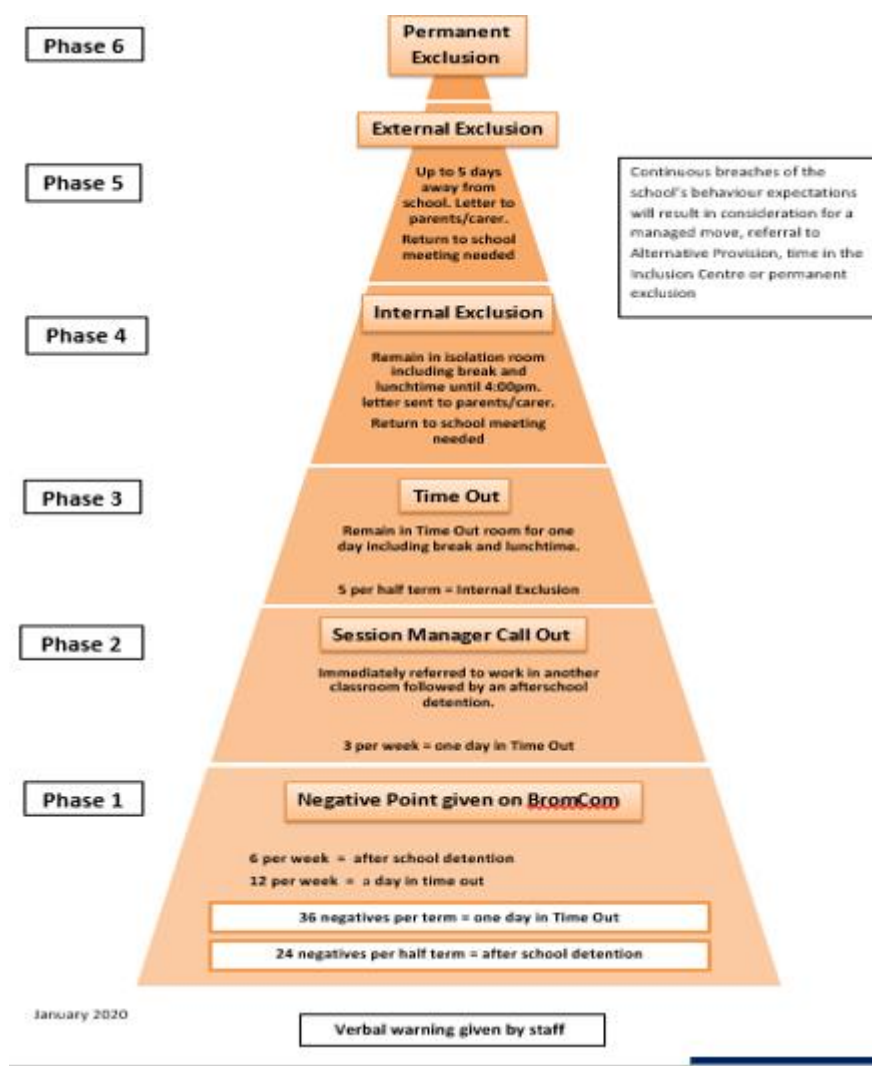 Phase 6
Permanent
Exclusion
External Exclusion
Phase 5
Up to 5 days
away from
school. Letter to
parents/carer.
Return to school
meeting needed
Continuous breaches of the
school's behaviour expectations
will result in consideration for a
managed move, referral to
Alternative Provision, time in the
Inclusion Centre or permanent
exclusion
Phase 4
Internal Exclusion
Remain in isolation room
including break and
lunchtime until 4:00pm.
letter sent to parents/carer.
Return to school meeting
needed
Phase 3
Time Out
Remain in Time Out room for one
day including break and lunchtime.
5 per half term = Internal Exclusion
Phase 2
Session Manager Call Out
Immediately referred to work in another
classroom followed by an afterschool
detention.
3 per week = one day in Time Out
Phase 1
Negative Point given on BromCom
6 per week = after school detention
12 per week = a day in time out
36 negatives per term = one day in Time Out
24 negatives per half term = after school detention
January 2020
Verbal warning given by staff